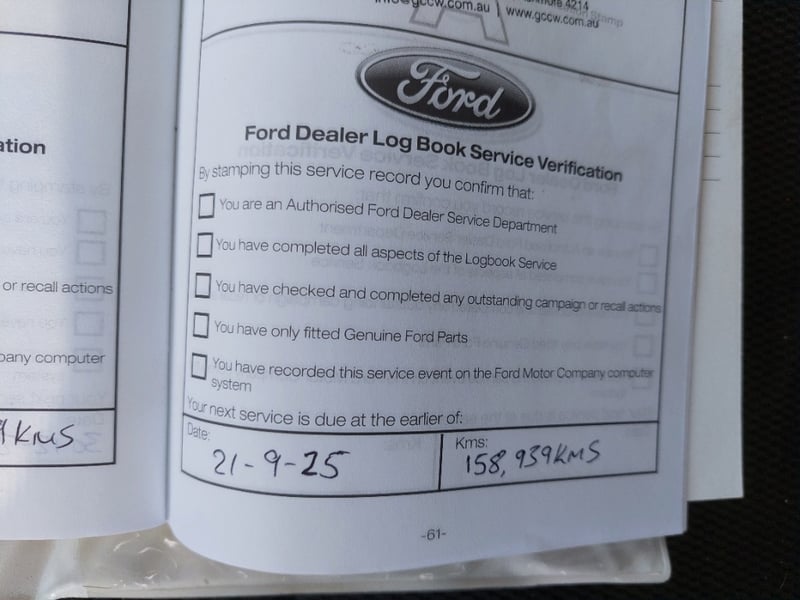 info@gccw.com.au | www.gccw.com.au
4214
Stamp
Ford
Ford Dealer Log Book Service Verification
By stamping this service record you confirm that:
You are an Authorised Ford Dealer Service Department
You have completed all aspects of the Logbook Service
You have checked and completed any outstanding campaign or recall actions
You have only fitted Genuine Ford Parts
You have recorded this service event on the Ford Motor Company computer
system
Your next service is due at the earlier of:
Date:
21-9-25
Kms:
158,939KMS
-61-
or recall actions
computer
KMS